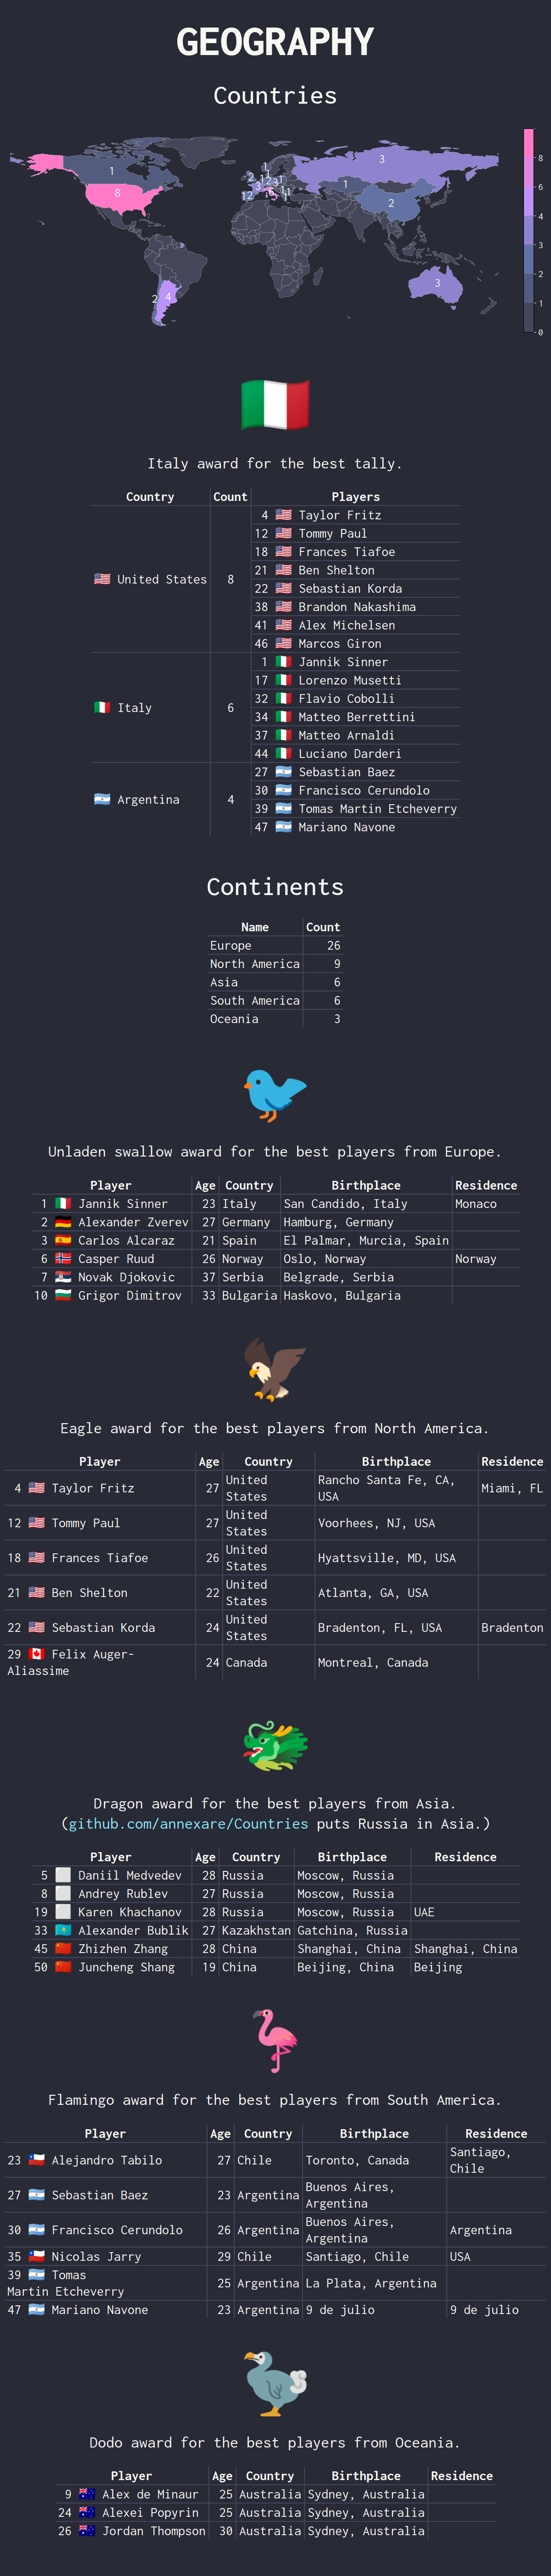 GEOGRAPHY
Countries
1
8
2
4
3
1
2
3
8
6
4
3
2
1
0
Italy award for the best tally.
Country Count Players
4 Taylor Fritz
12 Tommy Paul
18 Frances Tiafoe
21 Ben Shelton
United States 8
22 Sebastian Korda
38 Brandon Nakashima
41 Alex Michelsen
46 Marcos Giron
1 Jannik Sinner
17 Lorenzo Musetti
32 Flavio Cobolli
Italy 6
34 Matteo Berrettini
37 Matteo Arnaldi
44 Luciano Darderi
27 Sebastian Baez
30 Francisco Cerundolo
Argentina 4
39 Tomas Martin Etcheverry
47 Mariano Navone
Continents
Name Count
Europe 26
North America 9
Asia 6
South America 6
Oceania 3
Unladen swallow award for the best players from Europe.
Player Age Country Birthplace Residence
1 Jannik Sinner 23 Italy San Candido, Italy Monaco
2 Alexander Zverev 27 Germany Hamburg, Germany
3 Carlos Alcaraz 21 Spain El Palmar, Murcia, Spain
6 Casper Ruud 26 Norway Oslo, Norway Norway
7 Novak Djokovic 37 Serbia Belgrade, Serbia
10 Grigor Dimitrov 33 Bulgaria Haskovo, Bulgaria
Eagle award for the best players from North America.
Player Age Country Birthplace Residence
4 Taylor Fritz 27 United States Rancho Santa Fe, CA, USA Miami, FL
12 Tommy Paul 27 United States Voorhees, NJ, USA
18 Frances Tiafoe 26 United States Hyattsville, MD, USA
21 Ben Shelton 22 United States Atlanta, GA, USA
22 Sebastian Korda 24 United States Bradenton, FL, USA Bradenton
29 Felix Auger-Aliassime 24 Canada Montreal, Canada
Dragon award for the best players from Asia.
(github.com/annexare/Countries puts Russia in Asia.)
Player Age Country Birthplace Residence
5 Daniil Medvedev 28 Russia Moscow, Russia
8 Andrey Rublev 27 Russia Moscow, Russia
19 Karen Khachanov 28 Russia Moscow, Russia UAE
33 Alexander Bublik 27 Kazakhstan Gatchina, Russia
45 Zhizhen Zhang 28 China Shanghai, China Shanghai, China
50 Juncheng Shang 19 China Beijing, China Beijing
Flamingo award for the best players from South America.
Player Age Country Birthplace Residence
23 Alejandro Tabilo 27 Chile Toronto, Canada Santiago, Chile
27 Sebastian Baez 23 Argentina Buenos Aires, Argentina
30 Francisco Cerundolo 26 Argentina Buenos Aires, Argentina Argentina
35 Nicolas Jarry 29 Chile Santiago, Chile USA
39 Tomas Martin Etcheverry 25 Argentina La Plata, Argentina
47 Mariano Navone 23 Argentina 9 de julio 9 de julio
Dodo award for the best players from Oceania.
Player Age Country Birthplace Residence
9 Alex de Minaur 25 Australia Sydney, Australia
24 Alexei Popyrin 25 Australia Sydney, Australia
26 Jordan Thompson 30 Australia Sydney, Australia